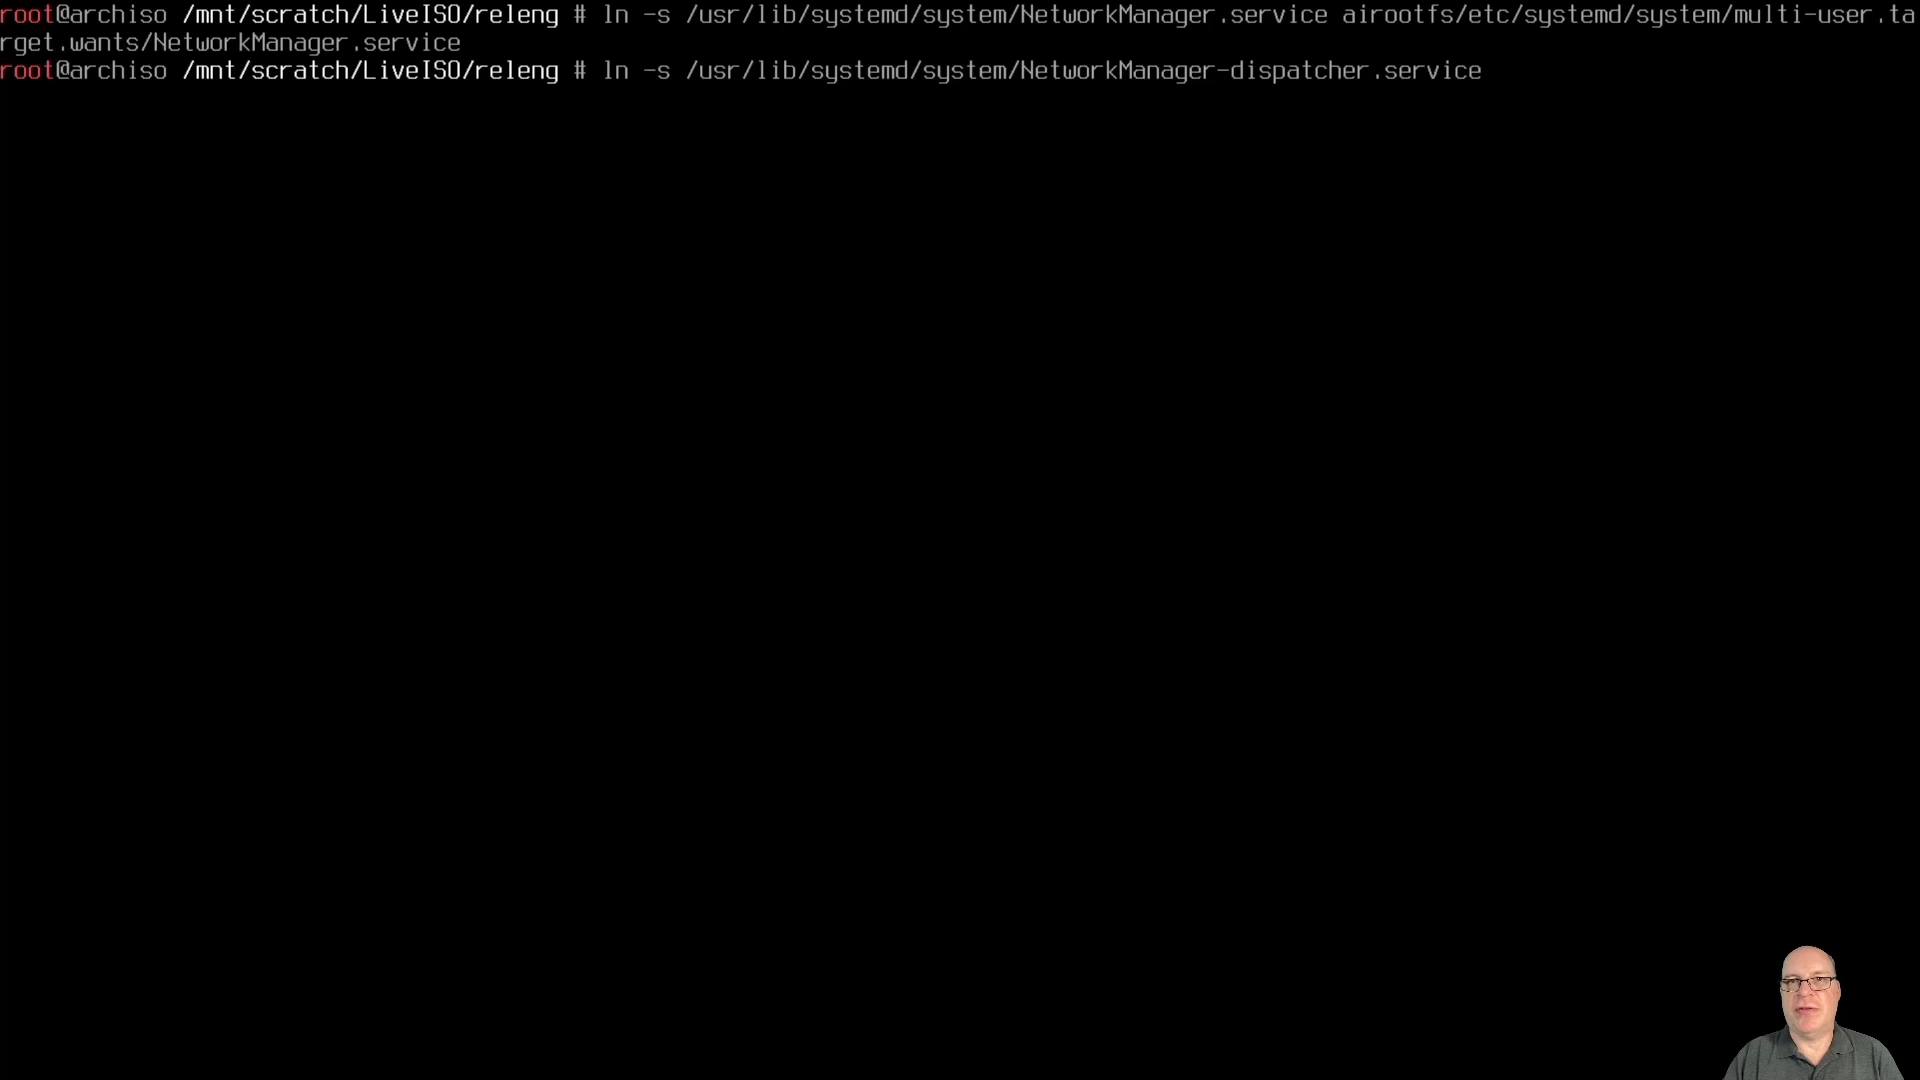 root@archiso /mnt/scratch/LiveISO/releng # ln -s /usr/lib/systemd/system/NetworkManager.service airootfs/etc/systemd/system/multi-user.ta
rget.wants/NetworkManager.service
root@archiso /mnt/scratch/LiveISO/releng # ln -s /usr/lib/systemd/system/NetworkManager-dispatcher.service